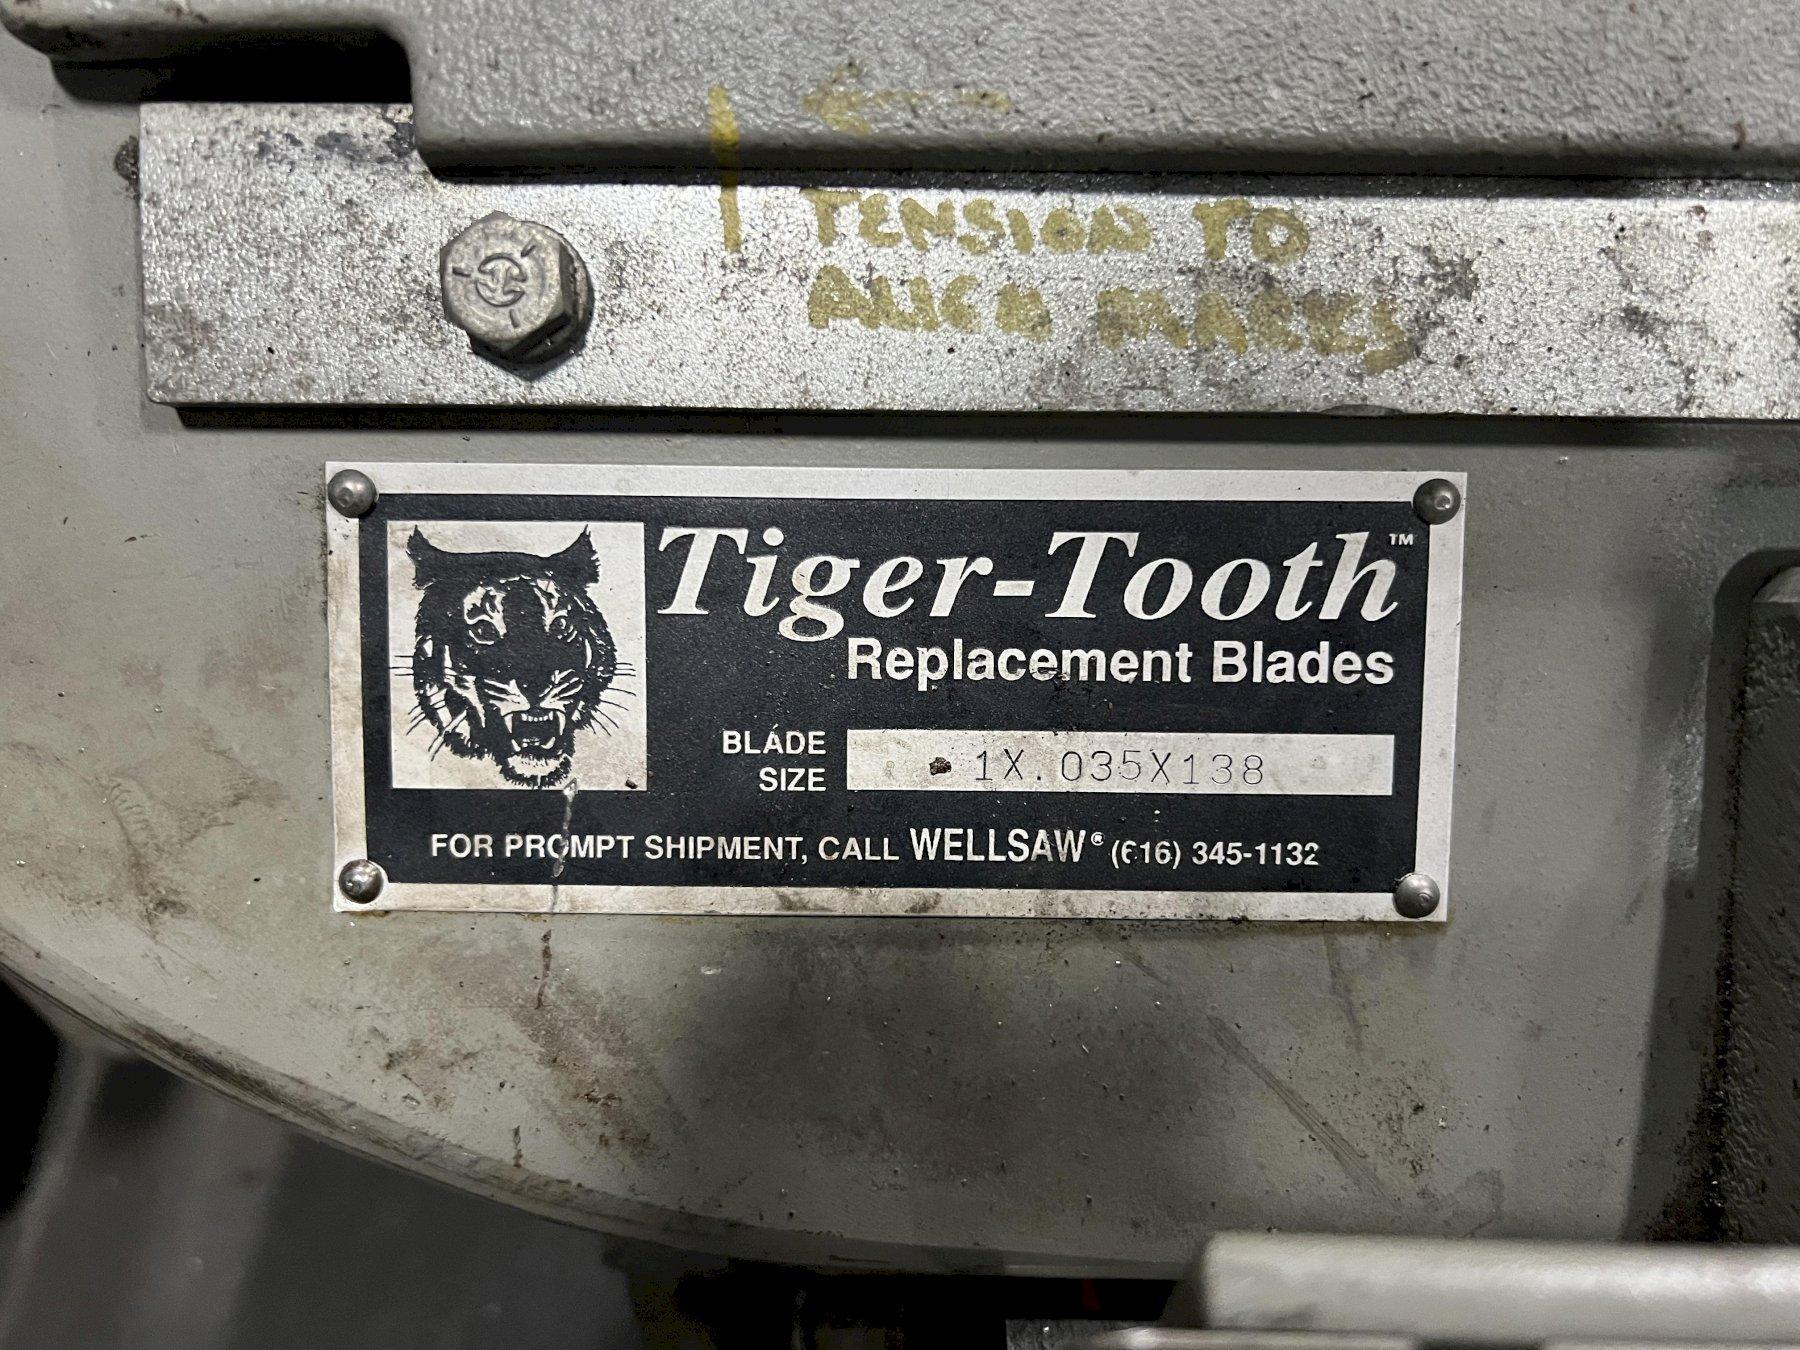 TENSION TO
ALIGN MARKS
Tiger-Tooth™
Replacement Blades
BLADE
SIZE
1X.035X138
FOR PROMPT SHIPMENT, CALL WELLSAW® (616) 345-1132